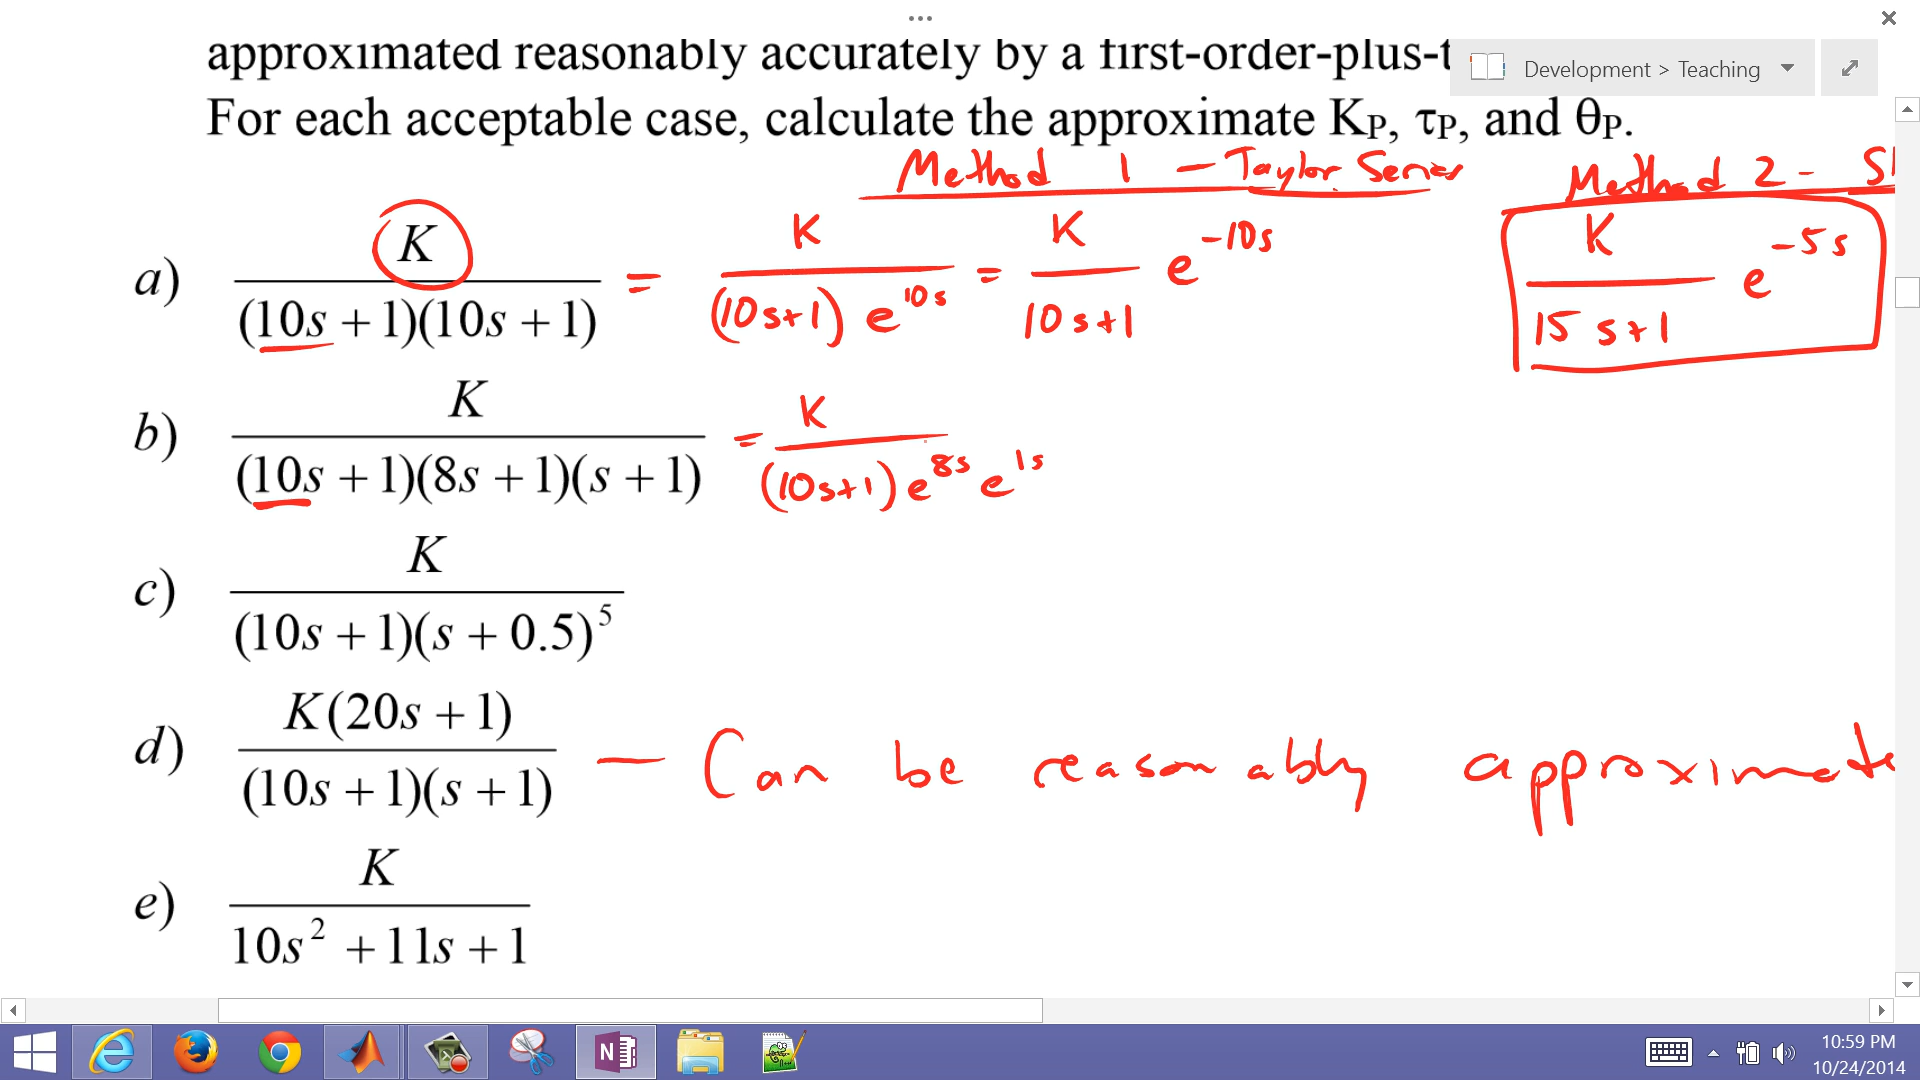 approximated reasonably accurately by a first-order-plus-t
Development > Teaching
For each acceptable case, calculate the approximate K_P, τ_P, and θ_P.
Method 1 - Taylor Series
Method 2 -
a) K / (10s + 1)(10s + 1) = K / (10s+1) e^{10s} = K / 10s+1 e^{-10s}
K / 15s+1 e^{-5s}
b) K / (10s + 1)(8s + 1)(s + 1) = K / (10s+1) e^{8s} e^{1s}
c) K / (10s + 1)(s + 0.5)^5
d) K(20s + 1) / (10s + 1)(s + 1) — Can be reasonably approximate
e) K / 10s^2 + 11s + 1
N
10:59 PM
10/24/2014